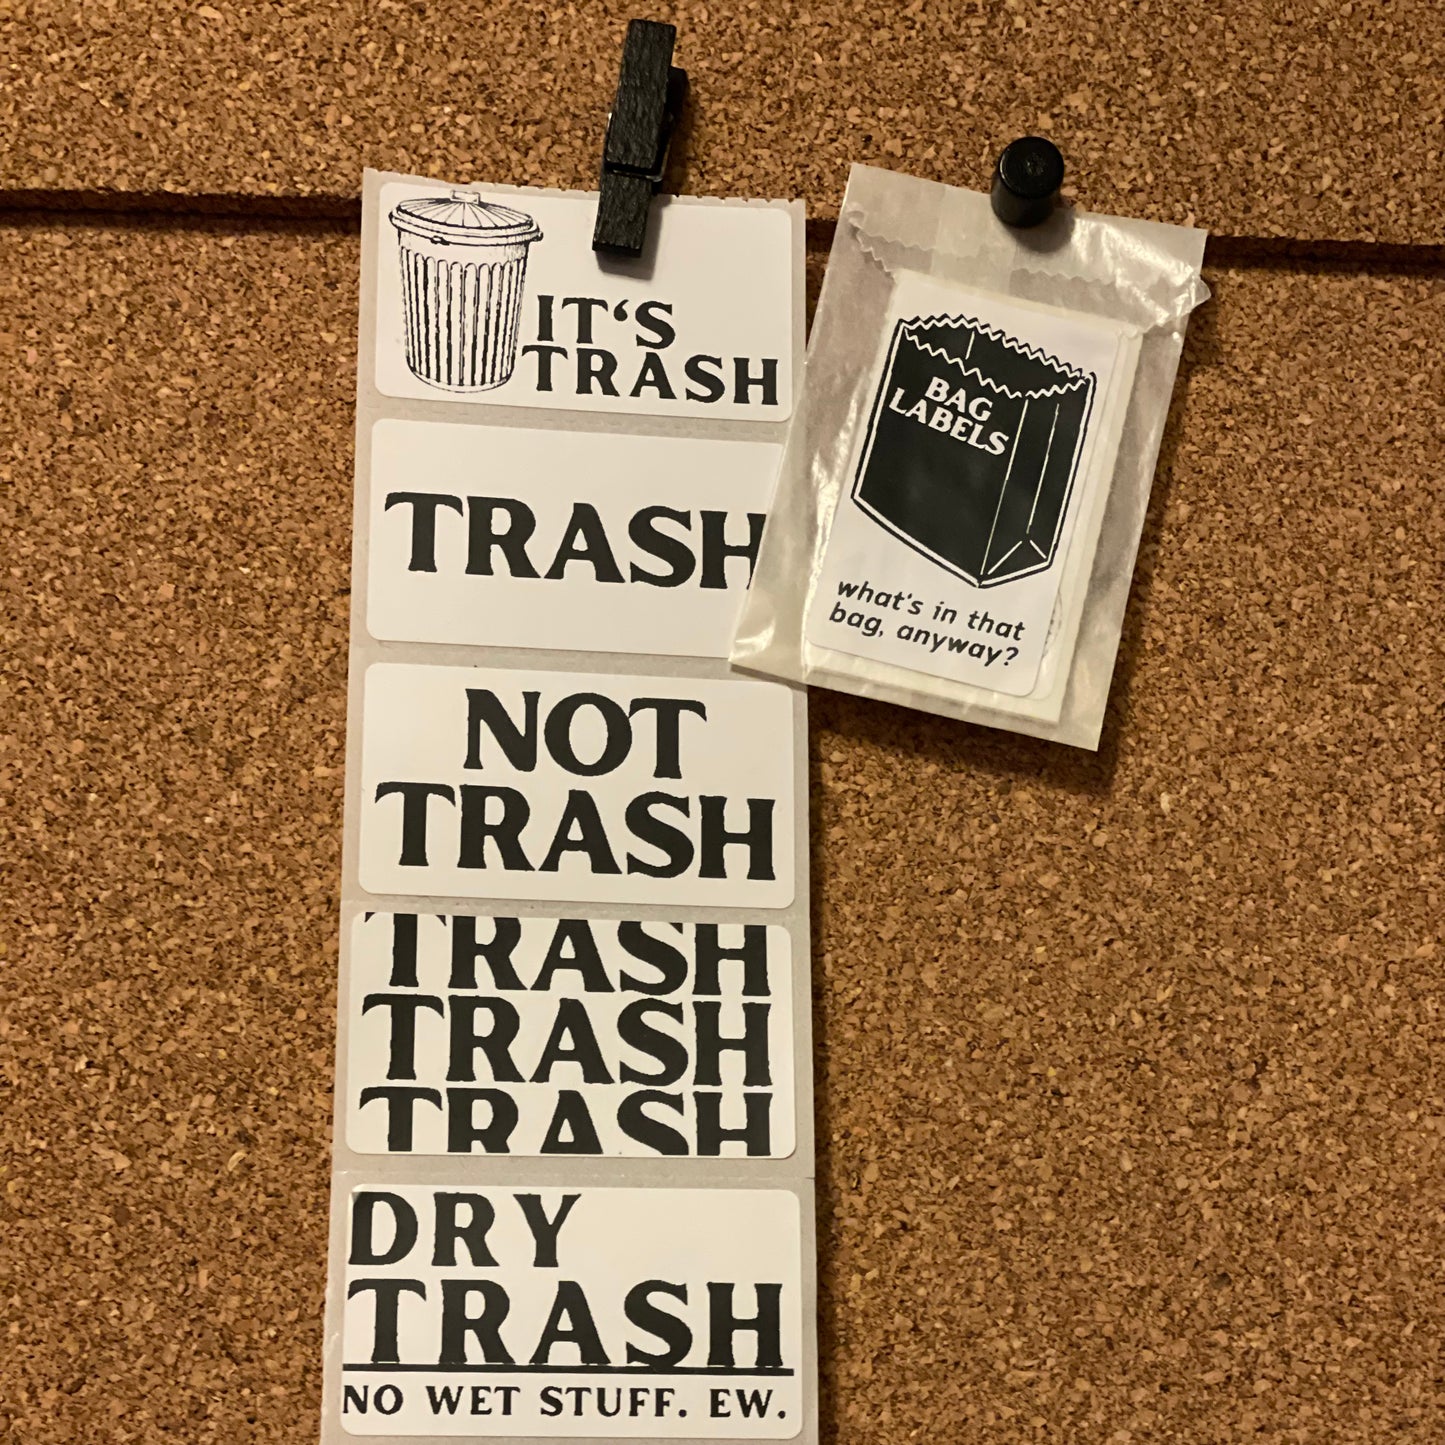 IT‘S
TRASH
TRASH
NOT
TRASH
TRASH
TRASH
TRASH
DRY
TRASH
NO WET STUFF. EW.
BAG
LABELS
what's in that
bag, anyway?